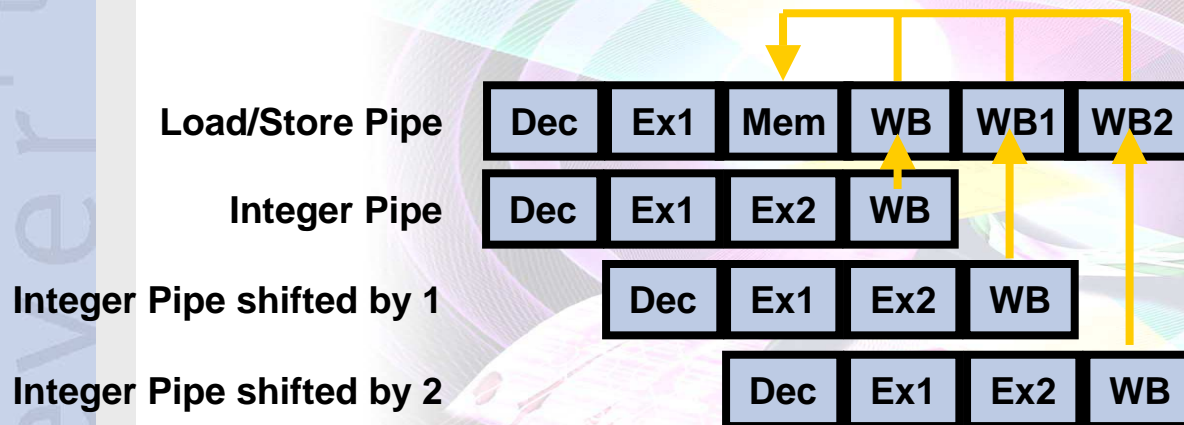 Load/Store Pipe Dec Ex1 Mem WB WB1 WB2
Integer Pipe Dec Ex1 Ex2 WB
Integer Pipe shifted by 1 Dec Ex1 Ex2 WB
Integer Pipe shifted by 2 Dec Ex1 Ex2 WB